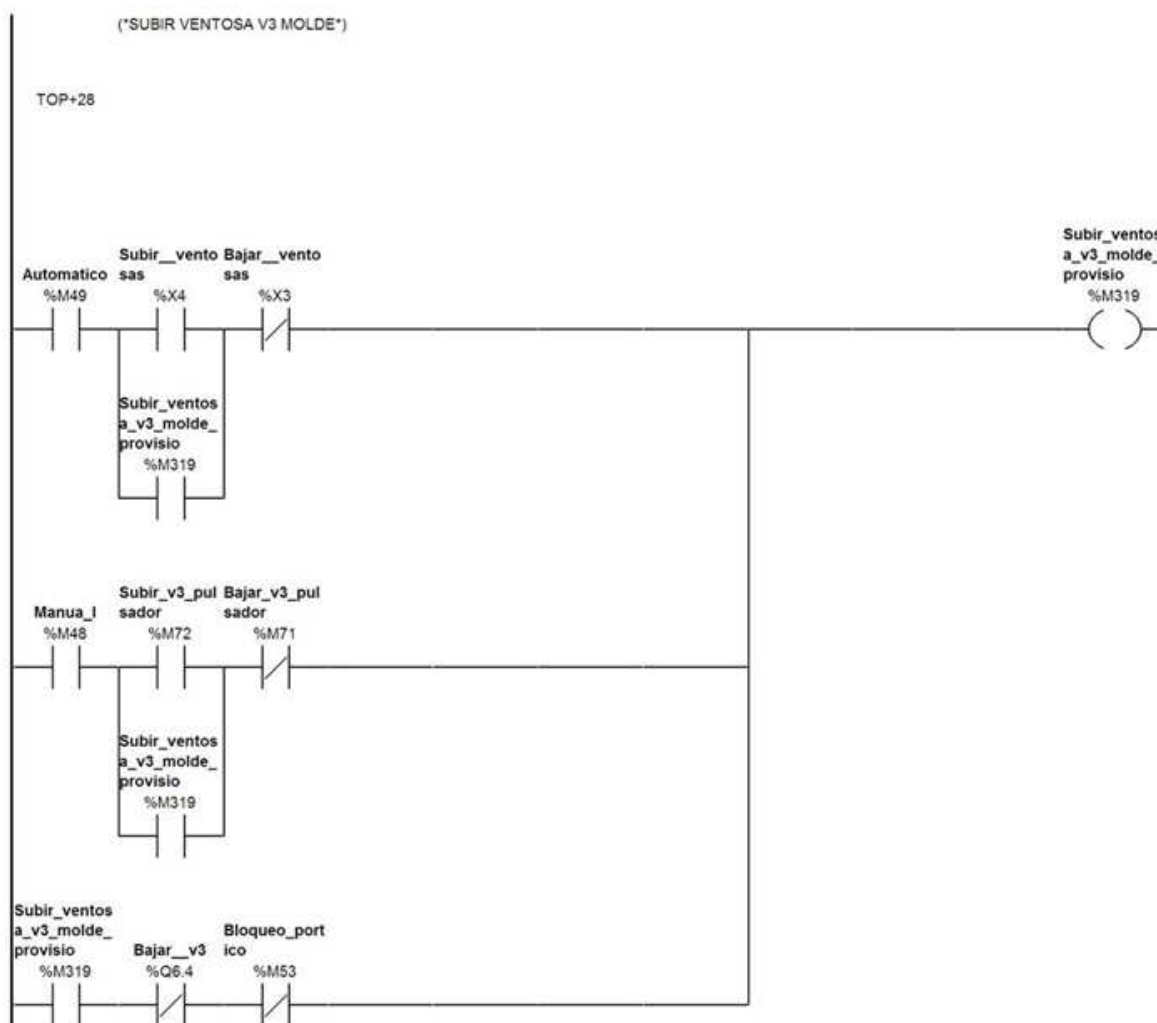 (*SUBIR VENTOSA V3 MOLDE*)
TOP+28
Subir_ventos
a_v3_molde_
provisio
%M319
Automatico
%M49
Subir__vento
sas
%X4
Bajar__vento
sas
%X3
Subir_ventos
a_v3_molde_
provisio
%M319
Manua_l
%M48
Subir_v3_pul
sador
%M72
Bajar_v3_pul
sador
%M71
Subir_ventos
a_v3_molde_
provisio
%M319
Subir_ventos
a_v3_molde_
provisio
%M319
Bajar__v3
%Q6.4
Bloqueo_port
ico
%M53